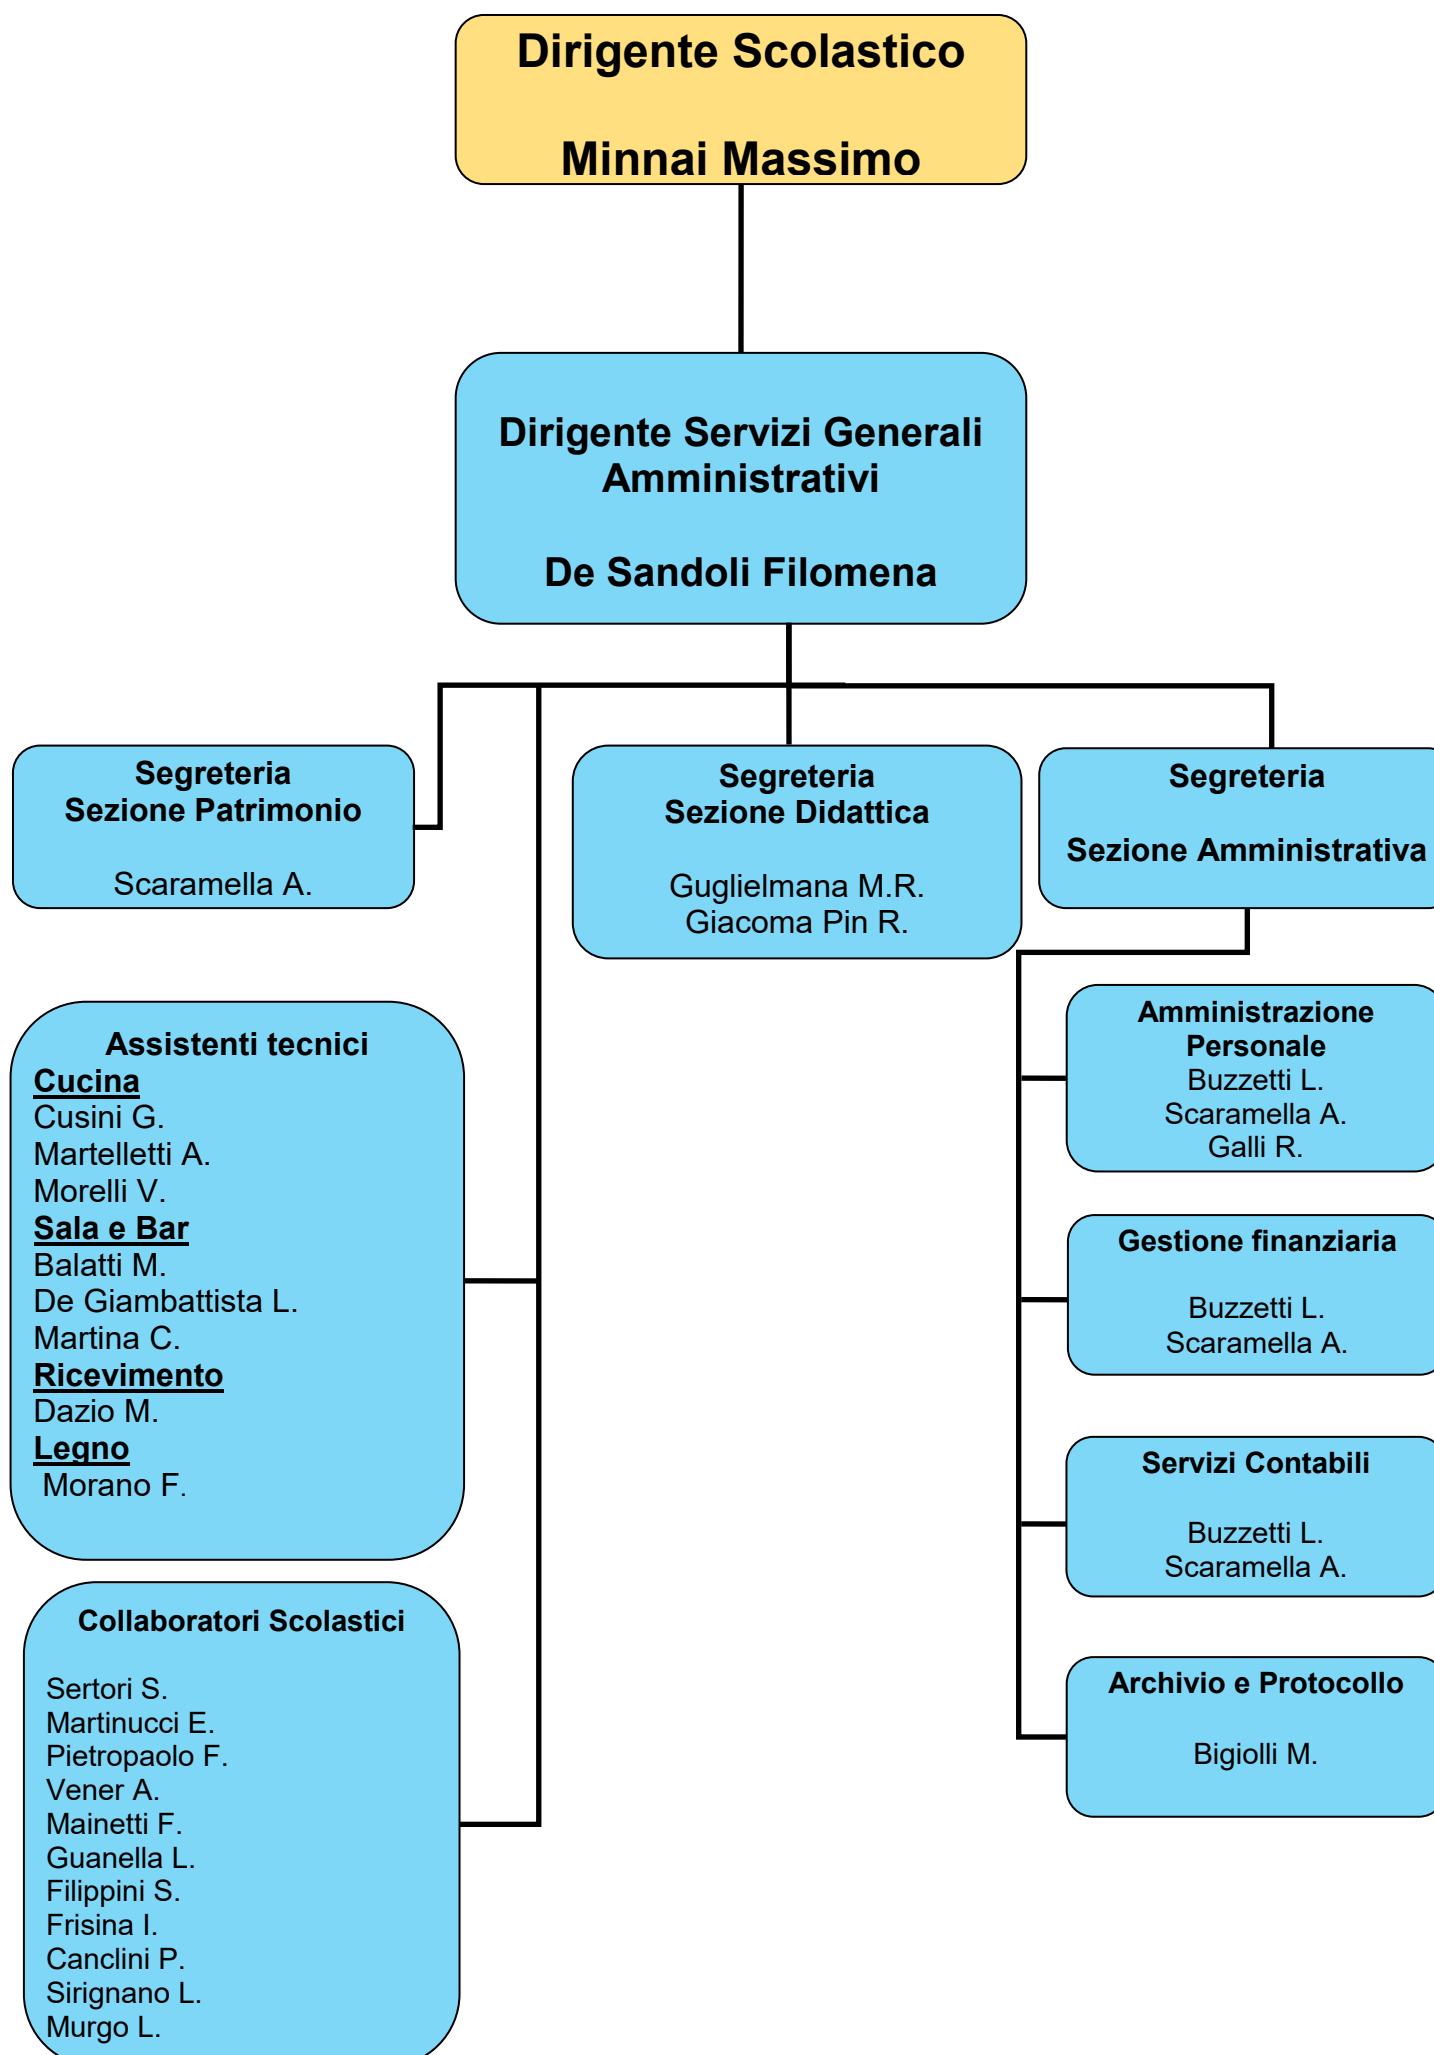 Dirigente Scolastico
Minnai Massimo
Dirigente Servizi Generali
Amministrativi
De Sandoli Filomena
Segreteria
Sezione Patrimonio
Scaramella A.
Segreteria
Sezione Didattica
Guglielmana M.R.
Giacoma Pin R.
Segreteria
Sezione Amministrativa
Assistenti tecnici
Cucina
Cusini G.
Martelletti A.
Morelli V.
Sala e Bar
Balatti M.
De Giambattista L.
Martina C.
Ricevimento
Dazio M.
Legno
Morano F.
Collaboratori Scolastici
Sertori S.
Martinucci E.
Pietropaolo F.
Vener A.
Mainetti F.
Guanella L.
Filippini S.
Frisina I.
Canclini P.
Sirignano L.
Murgo L.
Amministrazione
Personale
Buzzetti L.
Scaramella A.
Galli R.
Gestione finanziaria
Buzzetti L.
Scaramella A.
Servizi Contabili
Buzzetti L.
Scaramella A.
Archivio e Protocollo
Bigiolli M.